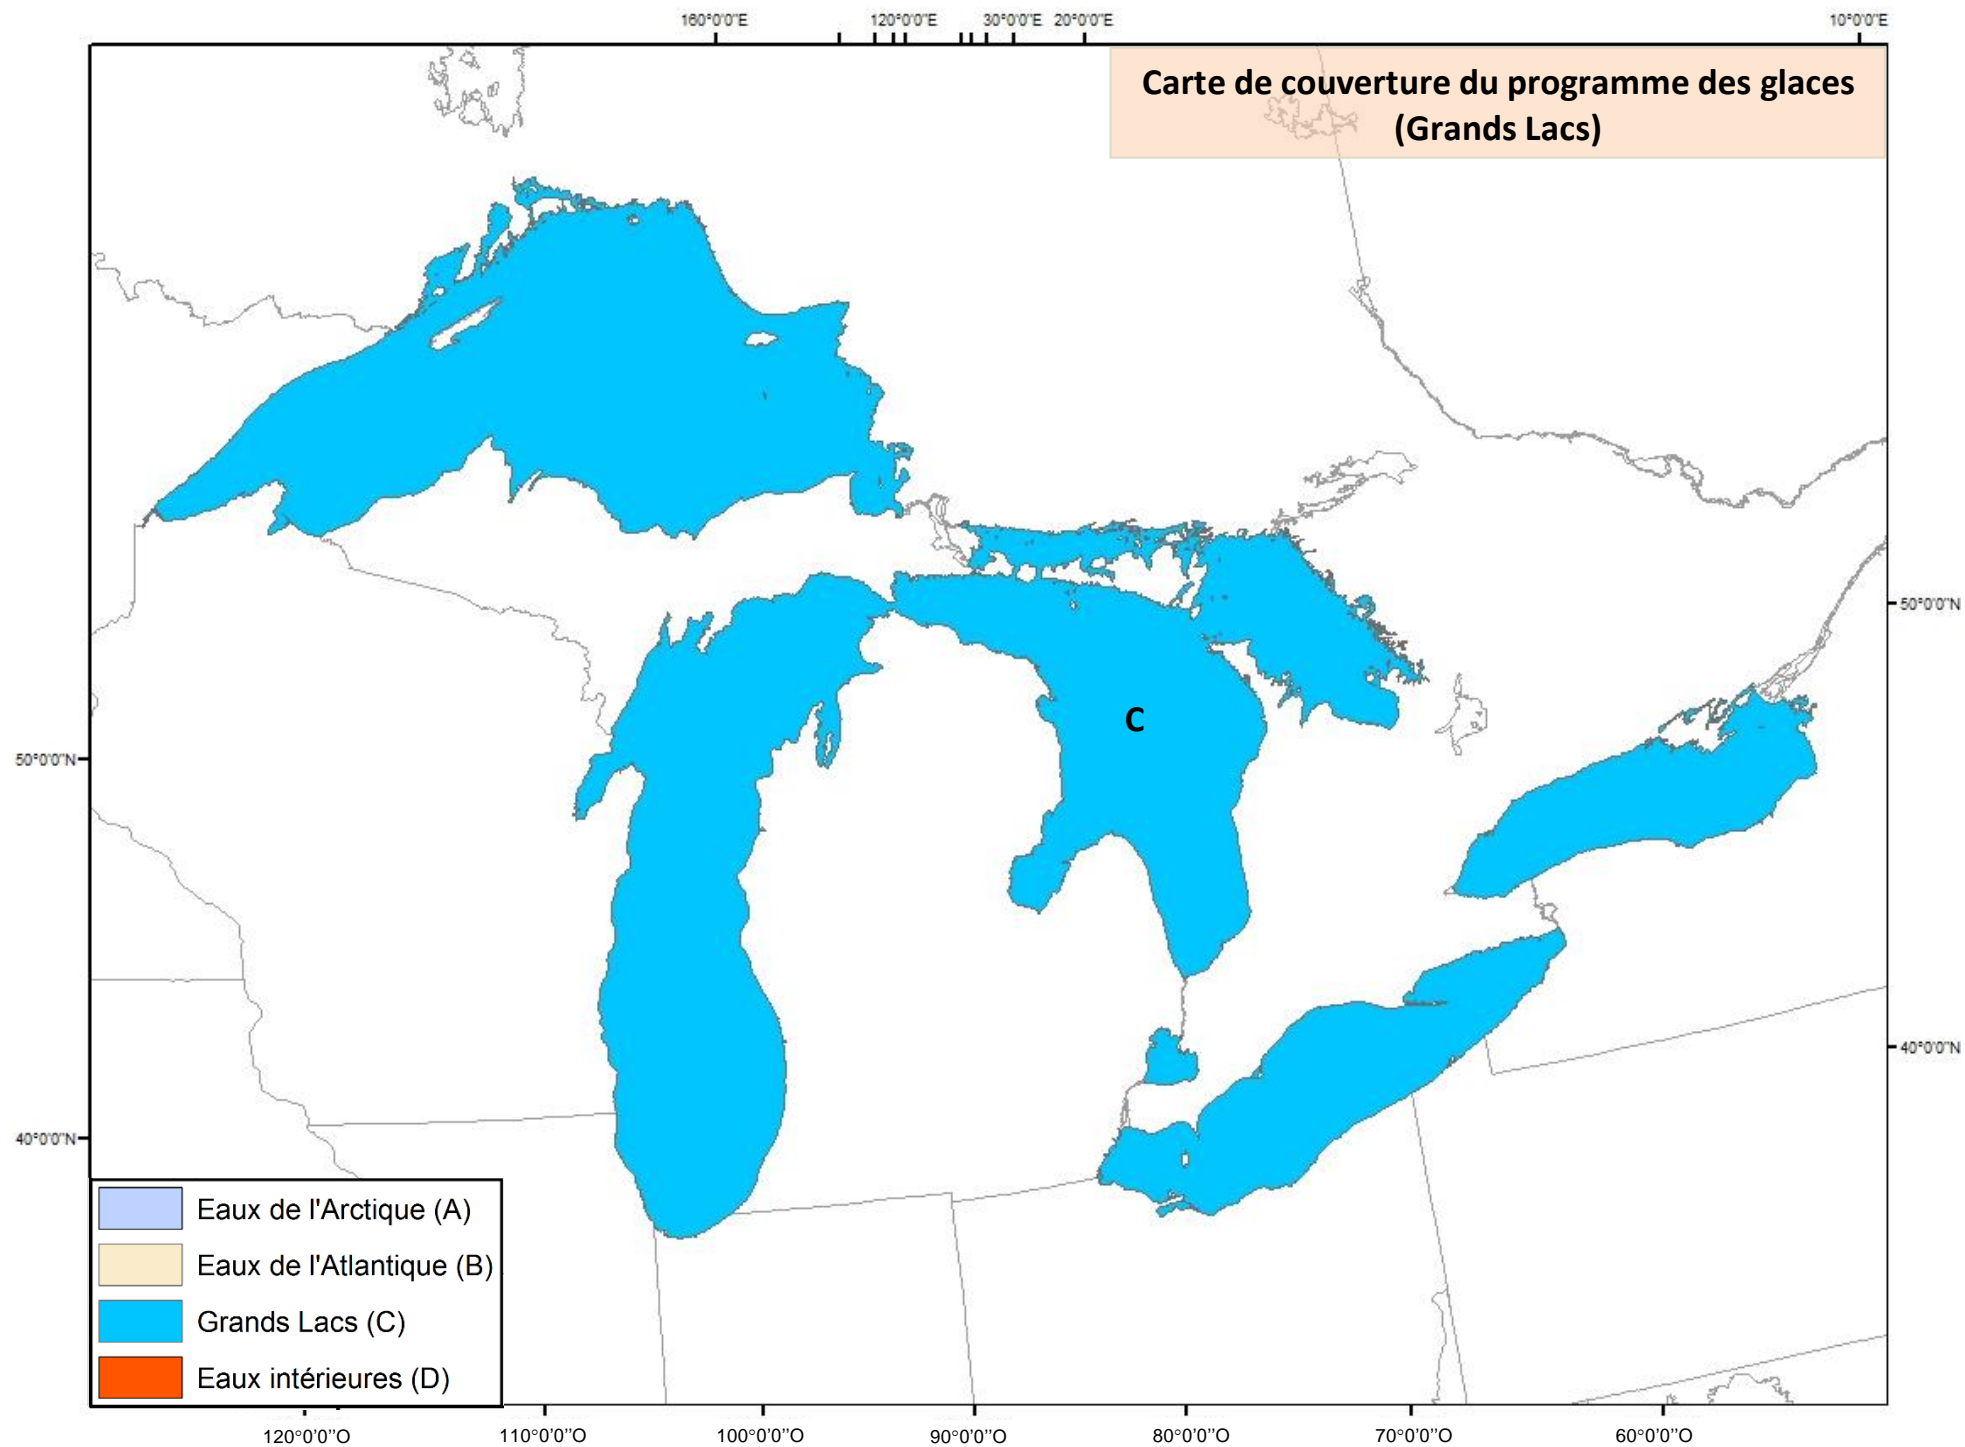 160°0'0"E 120°0'0"E 30°0'0"E 20°0'0"E 10°0'0"E
Carte de couverture du programme des glaces
(Grands Lacs)
50°0'0"N
C
50°0'0"N
40°0'0"N
40°0'0"N
Eaux de l'Arctique (A)
Eaux de l'Atlantique (B)
Grands Lacs (C)
Eaux intérieures (D)
120°0'0"O 110°0'0"O 100°0'0"O 90°0'0"O 80°0'0"O 70°0'0"O 60°0'0"O